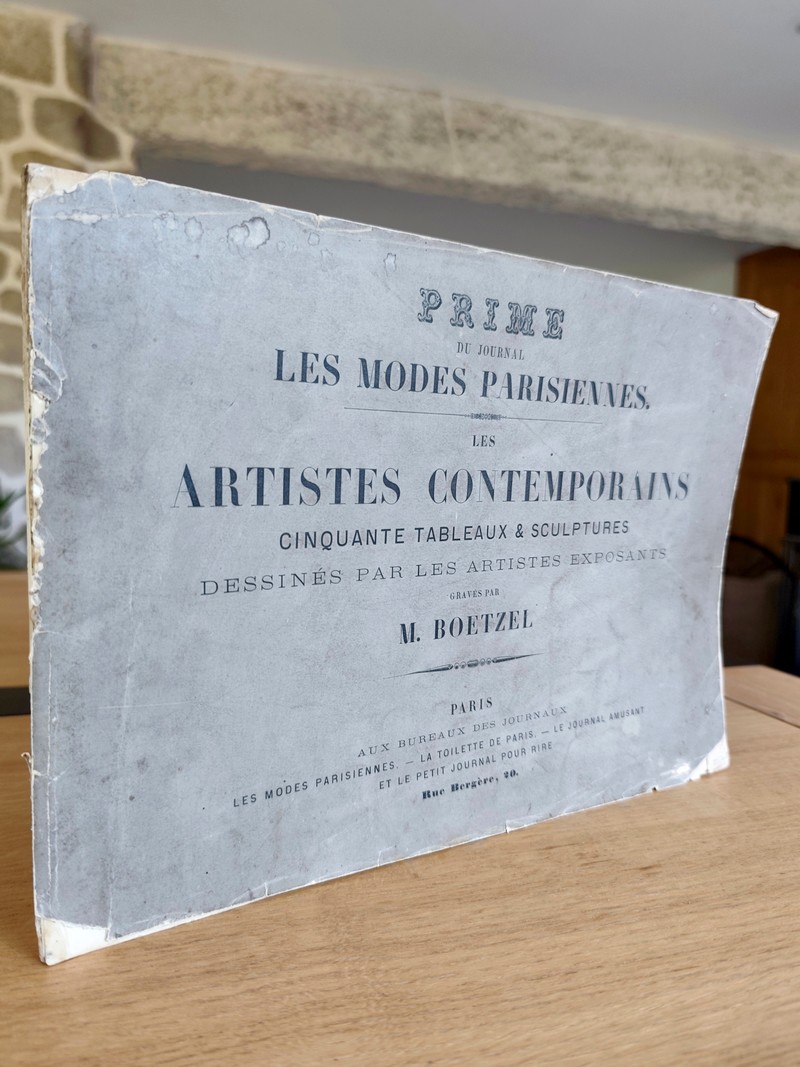 PRIME
DU JOURNAL
LES MODES PARISIENNES.
LES
ARTISTES CONTEMPORAINS
CINQUANTE TABLEAUX & SCULPTURES
DESSINÉS PAR LES ARTISTES EXPOSANTS
GRAVÉS PAR
M. BOETZEL
PARIS
AUX BUREAUX DES JOURNAUX
LES MODES PARISIENNES. — LA TOILETTE DE PARIS. — LE JOURNAL AMUSANT
ET LE PETIT JOURNAL POUR RIRE
Rue Bergère, 20.